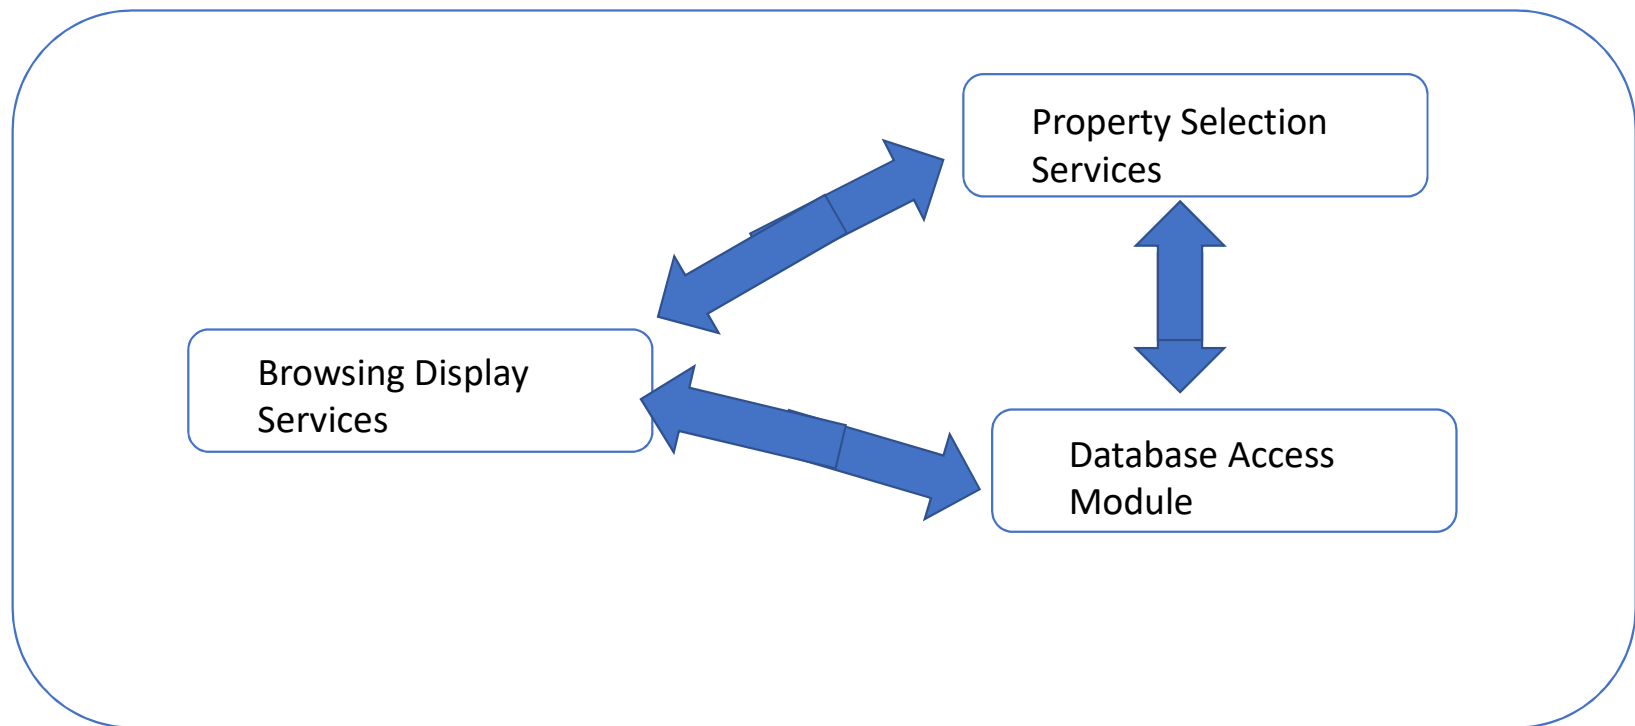 Property Selection
Services
Browsing Display
Services
Database Access
Module